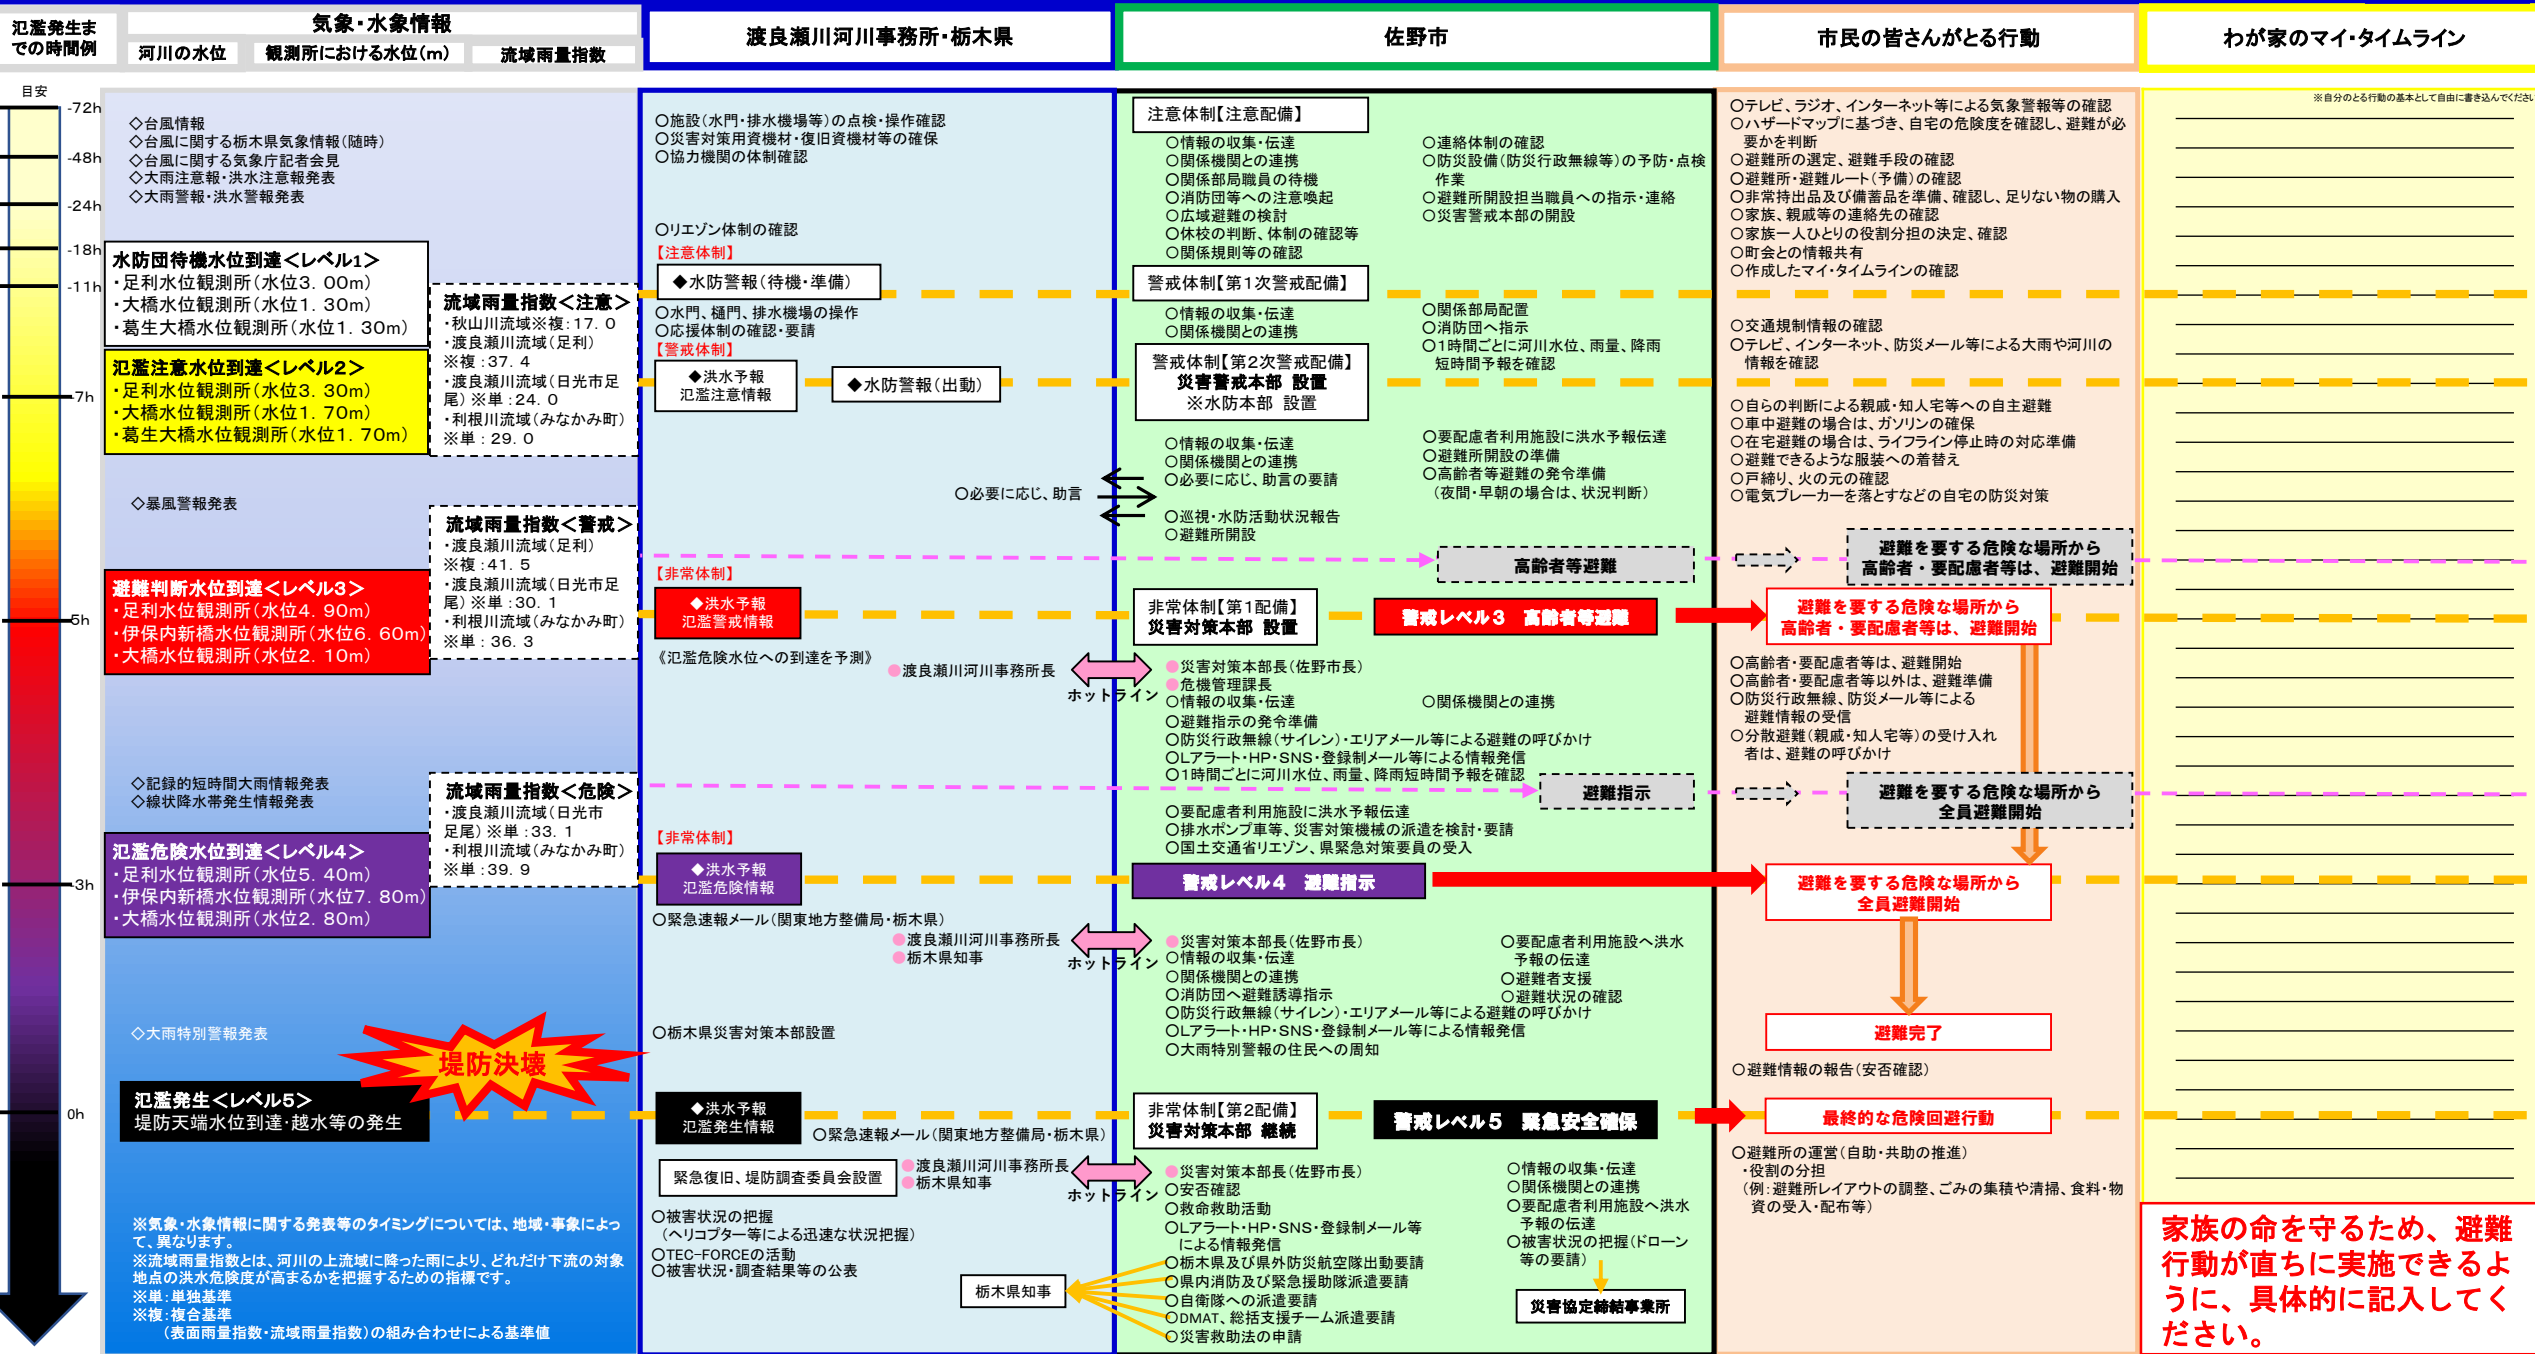 氾濫発生ま
での時間例
気象・水象情報
河川の水位
観測所における水位(m)
流域雨量指数
渡良瀬川河川事務所・栃木県
佐野市
市民の皆さんがとる行動
わが家のマイ・タイムライン
目安
-72h
-48h
-24h
-18h
-11h
-7h
-5h
-3h
0h
◇台風情報
◇台風に関する栃木県気象情報(随時)
◇台風に関する気象庁記者会見
◇大雨注意報・洪水注意報発表
◇大雨警報・洪水警報発表
水防団待機水位到達＜レベル1＞
・足利水位観測所(水位3．00m)
・大橋水位観測所(水位1．30m)
・葛生大橋水位観測所(水位1．30m)
氾濫注意水位到達＜レベル2＞
・足利水位観測所(水位3．30m)
・大橋水位観測所(水位1．70m)
・葛生大橋水位観測所(水位1．70m)
流域雨量指数＜注意＞
・秋山川流域※複：17．0
・渡良瀬川流域(足利)
※複：37．4
・渡良瀬川流域(日光市足
尾)※単：24．0
・利根川流域(みなかみ町)
※単：29．0
◇暴風警報発表
流域雨量指数＜警戒＞
・渡良瀬川流域(足利)
※複：41．5
・渡良瀬川流域(日光市足
尾)※単：30．1
・利根川流域(みなかみ町)
※単：36．3
避難判断水位到達＜レベル3＞
・足利水位観測所(水位4．90m)
・伊保内新橋水位観測所(水位6．60m)
・大橋水位観測所(水位2．10m)
◇記録的短時間大雨情報発表
◇線状降水帯発生情報発表
流域雨量指数＜危険＞
・渡良瀬川流域(日光市
足尾)※単：33．1
・利根川流域(みなかみ町)
※単：39．9
氾濫危険水位到達＜レベル4＞
・足利水位観測所(水位5．40m)
・伊保内新橋水位観測所(水位7．80m)
・大橋水位観測所(水位2．80m)
◇大雨特別警報発表
堤防決壊
氾濫発生＜レベル5＞
堤防天端水位到達・越水等の発生
※気象・水象情報に関する発表等のタイミングについては、地域・事象によっ
て、異なります。
※流域雨量指数とは、河川の上流域に降った雨により、どれだけ下流の対象
地点の洪水危険度が高まるかを把握するための指標です。
※単：単独基準
※複：複合基準
(表面雨量指数・流域雨量指数)の組み合わせによる基準値
○施設(水門・排水機場等)の点検・操作確認
○災害対策用資機材・復旧資機材等の確保
○協力機関の体制確認
○リエゾン体制の確認
【注意体制】
◆水防警報(待機・準備)
○水門、樋門、排水機場の操作
○応援体制の確認・要請
【警戒体制】
◆洪水予報
氾濫注意情報
◆水防警報(出動)
○必要に応じ、助言
【非常体制】
◆洪水予報
氾濫警戒情報
《氾濫危険水位への到達を予測》
●渡良瀬川河川事務所長
ホットライン
【非常体制】
◆洪水予報
氾濫危険情報
○緊急速報メール(関東地方整備局・栃木県)
●渡良瀬川河川事務所長
●栃木県知事
ホットライン
○栃木県災害対策本部設置
◆洪水予報
氾濫発生情報
○緊急速報メール(関東地方整備局・栃木県)
緊急復旧、堤防調査委員会設置
●渡良瀬川河川事務所長
●栃木県知事
ホットライン
○被害状況の把握
(ヘリコプター等による迅速な状況把握)
○TEC-FORCEの活動
○被害状況・調査結果等の公表
栃木県知事
注意体制【注意配備】
○情報の収集・伝達
○関係機関との連携
○関係部局職員の待機
○消防団等への注意喚起
○広域避難の検討
○休校の判断、体制の確認等
○関係規則等の確認
○連絡体制の確認
○防災設備(防災行政無線等)の予防・点検
作業
○避難所開設担当職員への指示・連絡
○災害警戒本部の開設
警戒体制【第1次警戒配備】
○情報の収集・伝達
○関係機関との連携
○関係部局配置
○消防団へ指示
○1時間ごとに河川水位、雨量、降雨
短時間予報を確認
警戒体制【第2次警戒配備】
災害警戒本部 設置
※水防本部 設置
○情報の収集・伝達
○関係機関との連携
○必要に応じ、助言の要請
○巡視・水防活動状況報告
○避難所開設
○要配慮者利用施設に洪水予報伝達
○避難所開設の準備
○高齢者等避難の発令準備
(夜間・早朝の場合は、状況判断)
高齢者等避難
非常体制【第1配備】
災害対策本部 設置
警戒レベル3 高齢者等避難
●災害対策本部長(佐野市長)
●危機管理課長
○情報の収集・伝達
○関係機関との連携
○避難指示の発令準備
○防災行政無線(サイレン)・エリアメール等による避難の呼びかけ
○Lアラート・HP・SNS・登録制メール等による情報発信
○1時間ごとに河川水位、雨量、降雨短時間予報を確認
避難指示
○要配慮者利用施設に洪水予報伝達
○排水ポンプ車等、災害対策機械の派遣を検討・要請
○国土交通省リエゾン、県緊急対策要員の受入
警戒レベル4 避難指示
●災害対策本部長(佐野市長)
○情報の収集・伝達
○関係機関との連携
○消防団へ避難誘導指示
○防災行政無線(サイレン)・エリアメール等による避難の呼びかけ
○Lアラート・HP・SNS・登録制メール等による情報発信
○大雨特別警報の住民への周知
○要配慮者利用施設へ洪水
予報の伝達
○避難者支援
○避難状況の確認
非常体制【第2配備】
災害対策本部 継続
警戒レベル5 緊急安全確保
●災害対策本部長(佐野市長)
○安否確認
○救命救助活動
○Lアラート・HP・SNS・登録制メール等
による情報発信
○栃木県及び県外防災航空隊出動要請
○県内消防及び緊急援助隊派遣要請
○自衛隊への派遣要請
○DMAT、総括支援チーム派遣要請
○災害救助法の申請
○情報の収集・伝達
○関係機関との連携
○要配慮者利用施設へ洪水
予報の伝達
○被害状況の把握(ドローン
等の要請)
災害協定締結事業所
○テレビ、ラジオ、インターネット等による気象警報等の確認
○ハザードマップに基づき、自宅の危険度を確認し、避難が必
要かを判断
○避難所の選定、避難手段の確認
○避難所・避難ルート(予備)の確認
○非常持出品及び備蓄品を準備、確認し、足りない物の購入
○家族、親戚等の連絡先の確認
○家族一人ひとりの役割分担の決定、確認
○町会との情報共有
○作成したマイ・タイムラインの確認
○交通規制情報の確認
○テレビ、インターネット、防災メール等による大雨や河川の
情報を確認
○自らの判断による親戚・知人宅等への自主避難
○車中避難の場合は、ガソリンの確保
○在宅避難の場合は、ライフライン停止時の対応準備
○避難できるような服装への着替え
○戸締り、火の元の確認
○電気ブレーカーを落とすなどの自宅の防災対策
避難を要する危険な場所から
高齢者・要配慮者等は、避難開始
避難を要する危険な場所から
高齢者・要配慮者等は、避難開始
○高齢者・要配慮者等は、避難開始
○高齢者・要配慮者等以外は、避難準備
○防災行政無線、防災メール等による
避難情報の受信
○分散避難(親戚・知人宅等)の受け入れ
者は、避難の呼びかけ
避難を要する危険な場所から
全員避難開始
避難を要する危険な場所から
全員避難開始
避難完了
○避難情報の報告(安否確認)
最終的な危険回避行動
○避難所の運営(自助・共助の推進)
・役割の分担
(例：避難所レイアウトの調整、ごみの集積や清掃、食料・物
資の受入・配布等)
※自分のとる行動の基本として自由に書き込んでください
家族の命を守るため、避難
行動が直ちに実施できるよ
うに、具体的に記入してく
ださい。